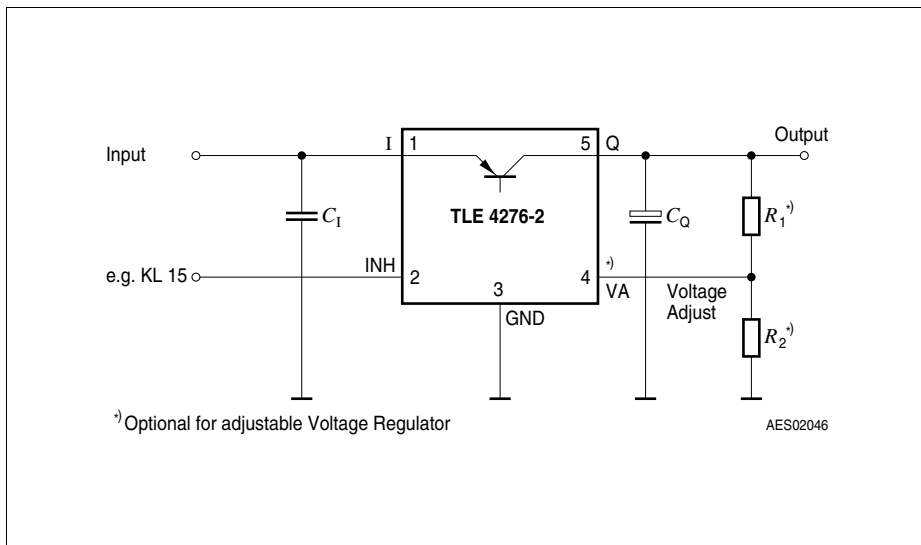 I 1
5 Q
Output
Input
TLE 4276-2
C_I
C_Q
R_1 *)
e.g. KL 15
INH 2
*)
4 VA
3
GND
Voltage
Adjust
R_2 *)
*) Optional for adjustable Voltage Regulator
AES02046